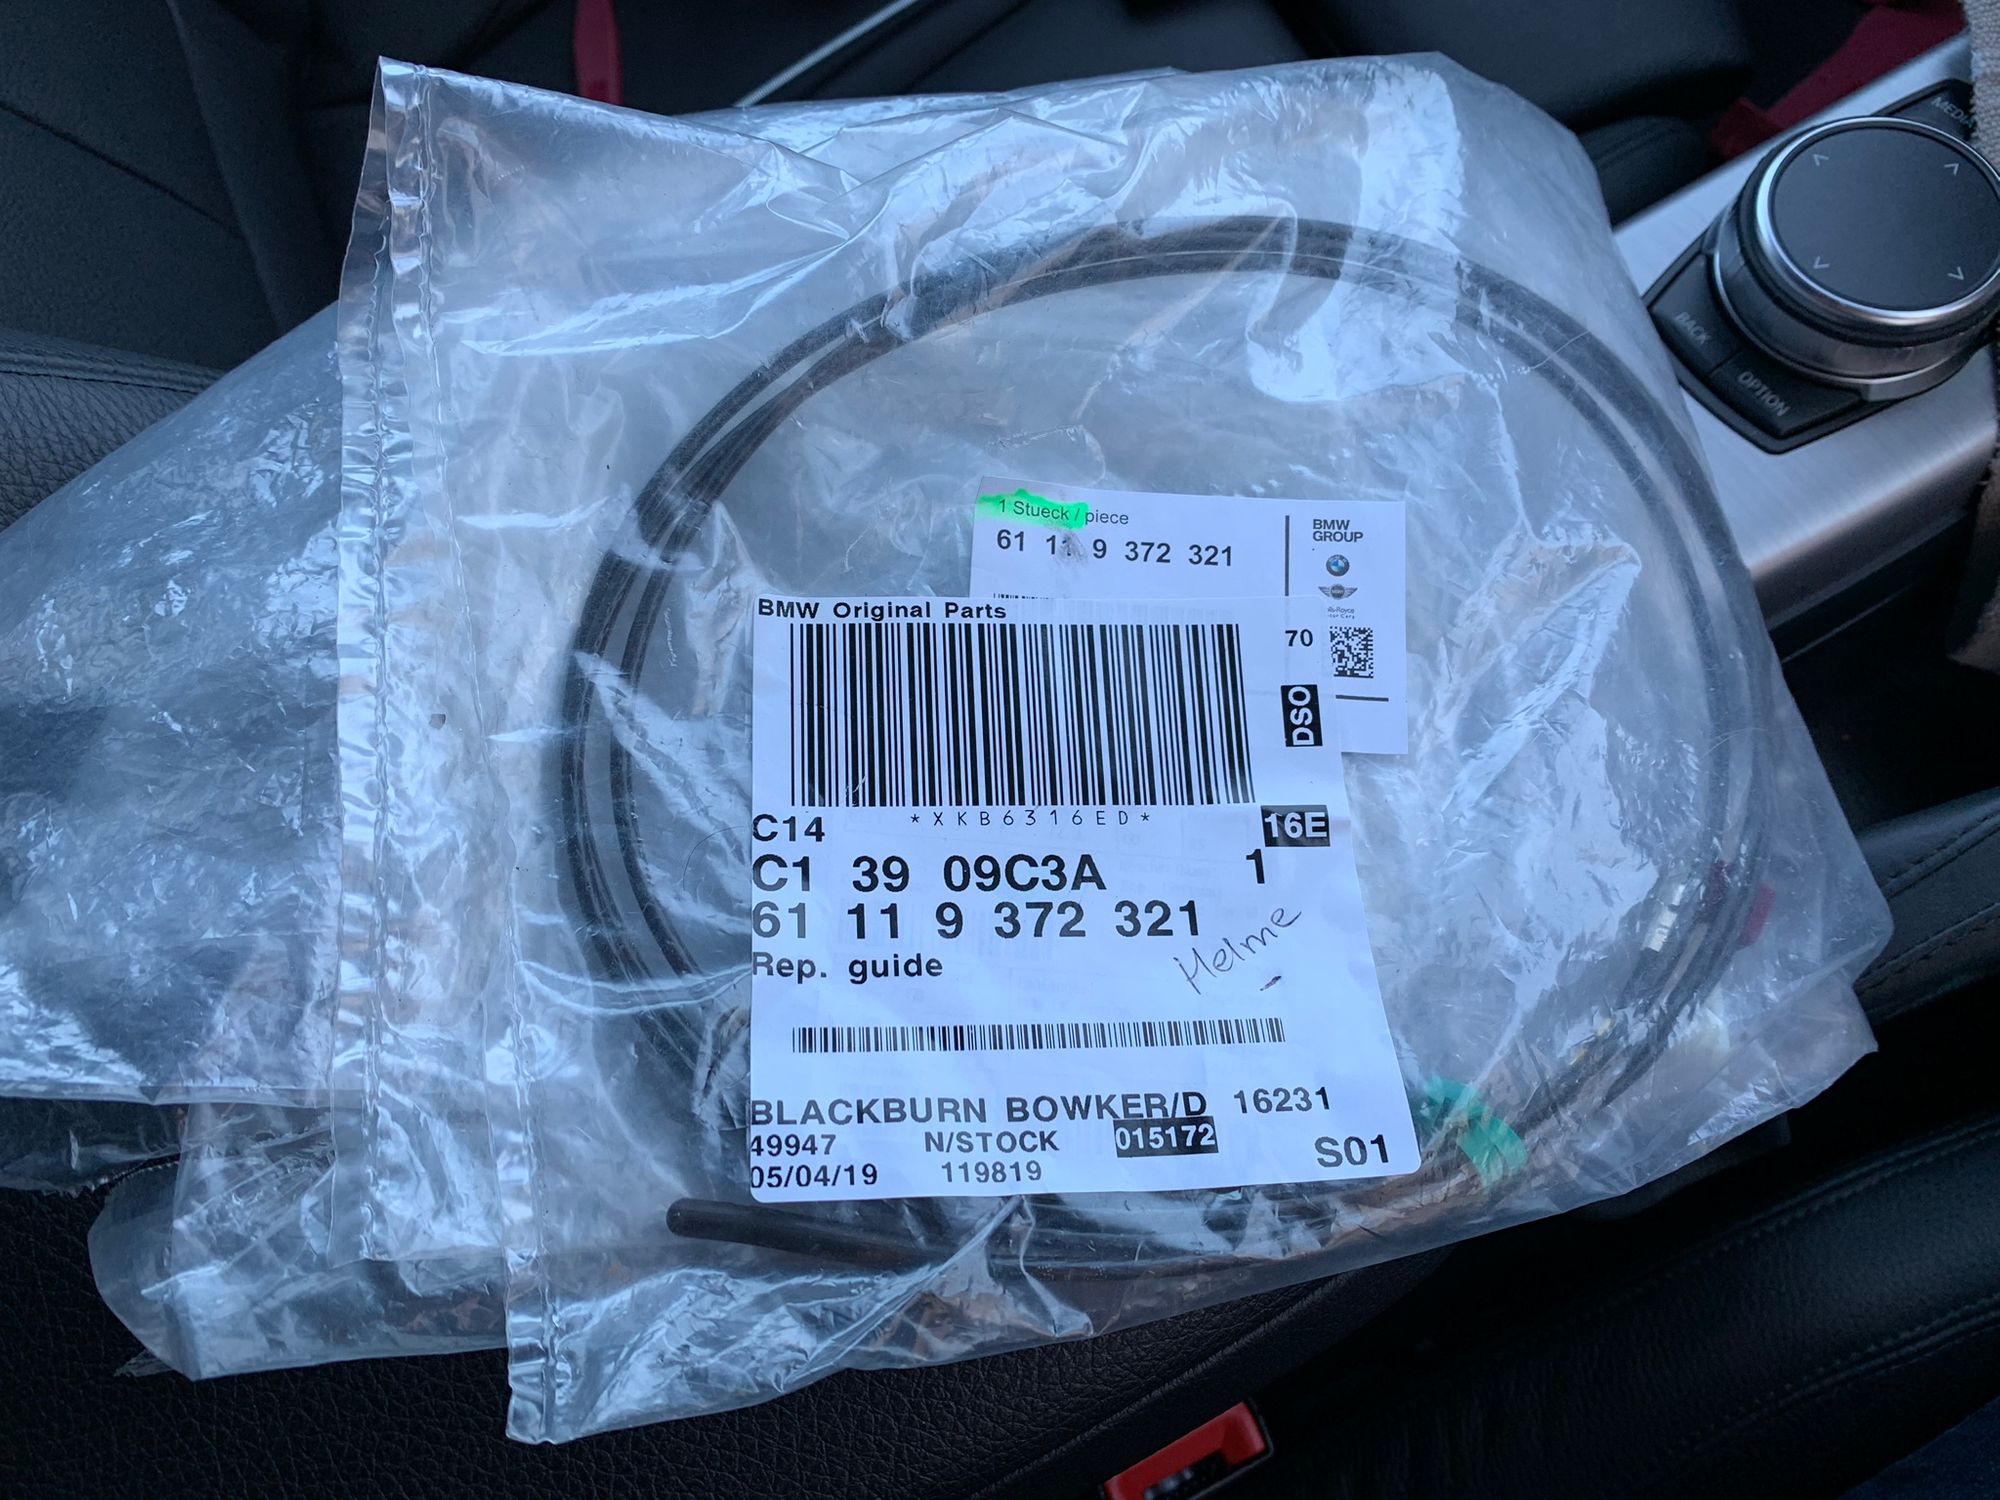 MEDIA
BACK
OPTION
1 Stueck / piece
61 11 9 372 321
BMW
GROUP
BMW Original Parts
70
DSO
*XKB6316ED*
C14
16E
C1 39 09C3A 1
61 11 9 372 321
Rep. guide
Helme
BLACKBURN BOWKER/D 16231
49947 N/STOCK 015172
05/04/19 119819 S01